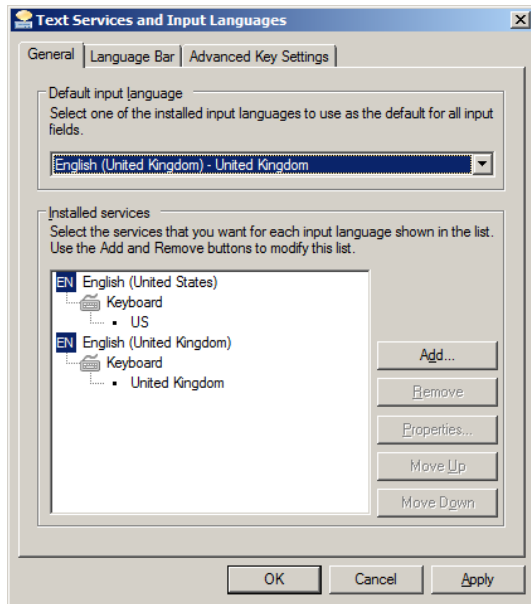 Text Services and Input Languages
General
Language Bar
Advanced Key Settings
Default input language
Select one of the installed input languages to use as the default for all input
fields.
English (United Kingdom) - United Kingdom
Installed services
Select the services that you want for each input language shown in the list.
Use the Add and Remove buttons to modify this list.
EN English (United States)
Keyboard
US
EN English (United Kingdom)
Keyboard
United Kingdom
Add...
Remove
Properties...
Move Up
Move Down
OK
Cancel
Apply